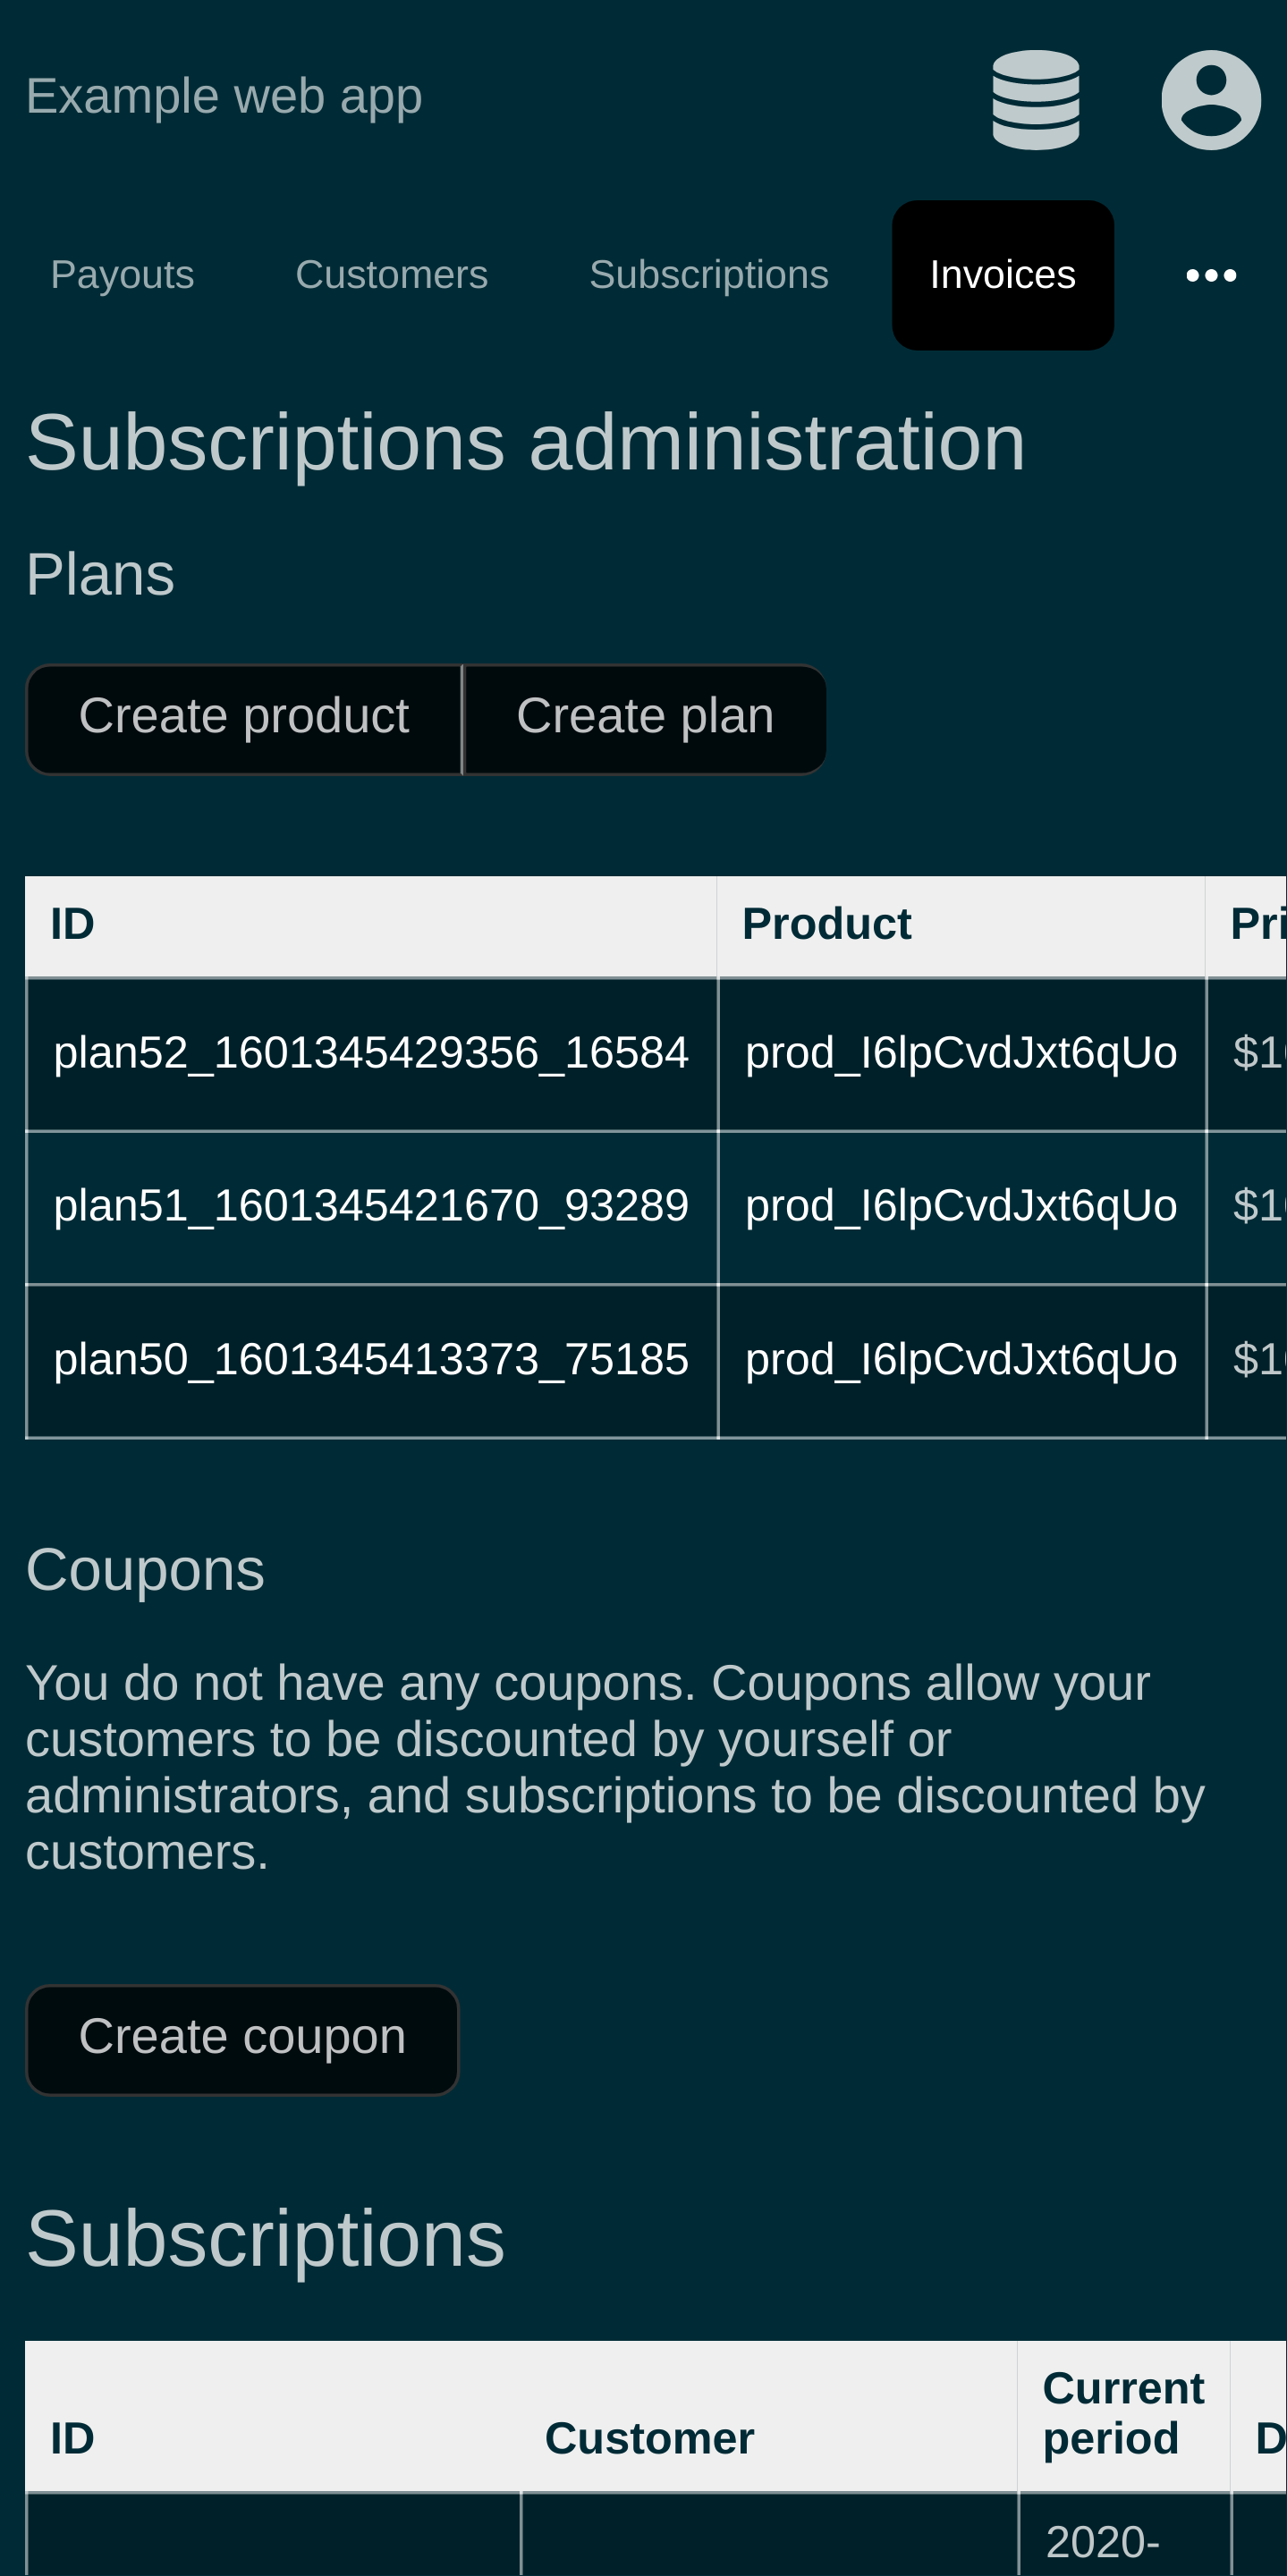 Example web app
Payouts Customers Subscriptions Invoices
Subscriptions administration
Plans
Create product Create plan
ID Product Pri
plan52_1601345429356_16584 prod_I6lpCvdJxt6qUo $1
plan51_1601345421670_93289 prod_I6lpCvdJxt6qUo $1
plan50_1601345413373_75185 prod_I6lpCvdJxt6qUo $1
Coupons
You do not have any coupons. Coupons allow your
customers to be discounted by yourself or
administrators, and subscriptions to be discounted by
customers.
Create coupon
Subscriptions
ID Customer Current
period D
2020-